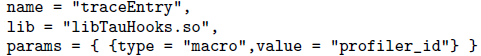 name = "traceEntry",
lib = "libTauHooks.so",
params = { {type = "macro",value = "profiler_id"} }